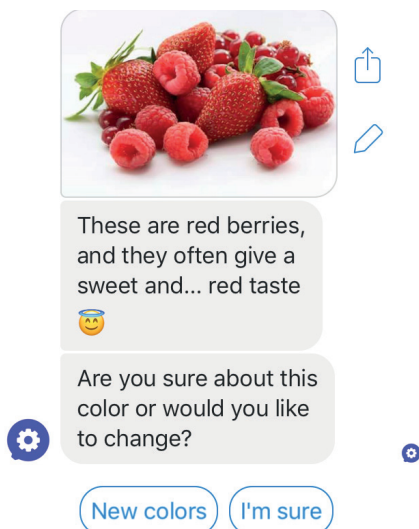 These are red berries,
and they often give a
sweet and... red taste
😇
Are you sure about this
color or would you like
to change?
New colors
I'm sure